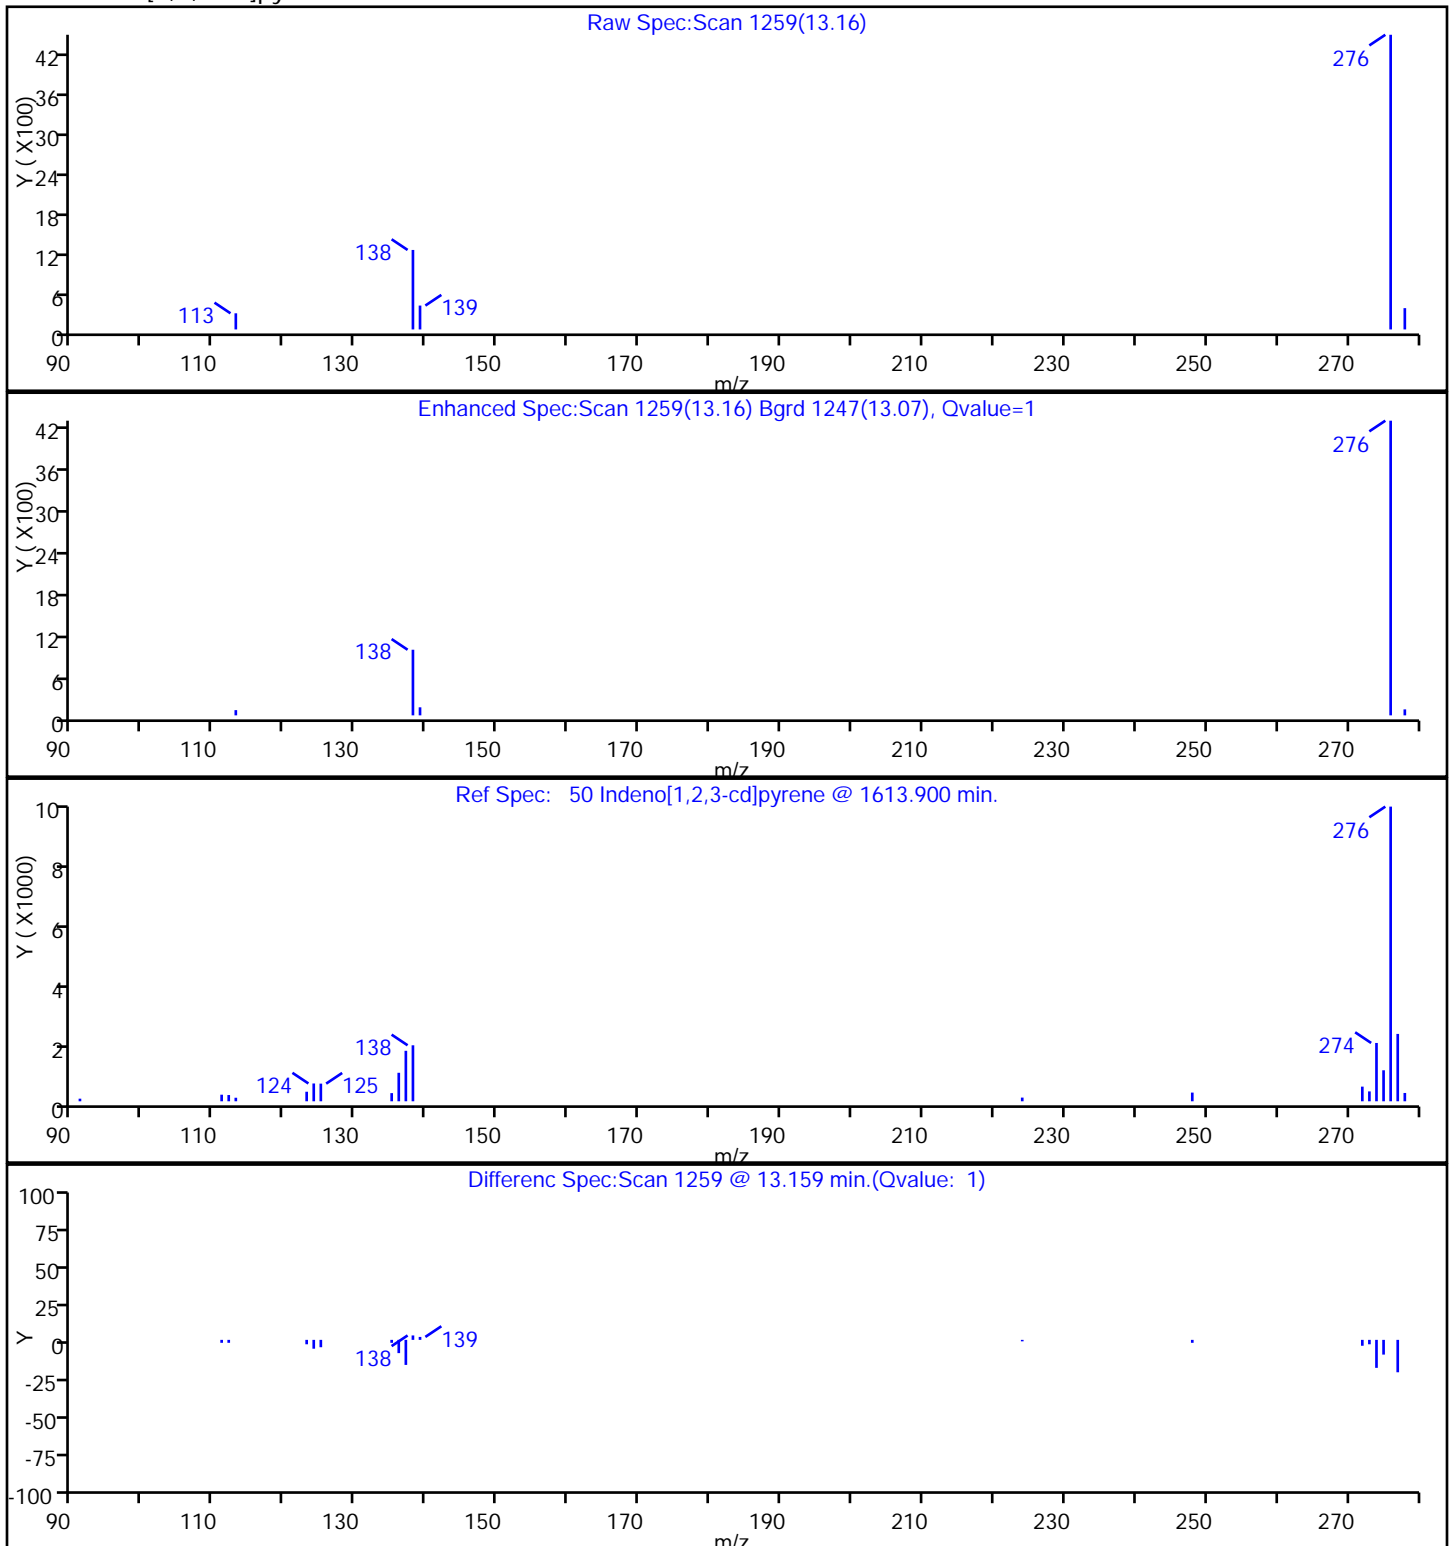 Raw Spec:Scan 1259(13.16)
Y ( X100)
42
36
30
24
18
12
6
0
276
138
139
113
90 110 130 150 170 190 210 230 250 270
m/z
Enhanced Spec:Scan 1259(13.16) Bgrd 1247(13.07), Qvalue=1
Y ( X100)
42
36
30
24
18
12
6
0
276
138
90 110 130 150 170 190 210 230 250 270
m/z
Ref Spec: 50 Indeno[1,2,3-cd]pyrene @ 1613.900 min.
Y ( X1000)
10
8
6
4
2
0
276
274
138
124 125
90 110 130 150 170 190 210 230 250 270
m/z
Differenc Spec:Scan 1259 @ 13.159 min.(Qvalue: 1)
Y
100
75
50
25
0
-25
-50
-75
-100
139
138
90 110 130 150 170 190 210 230 250 270
m/z